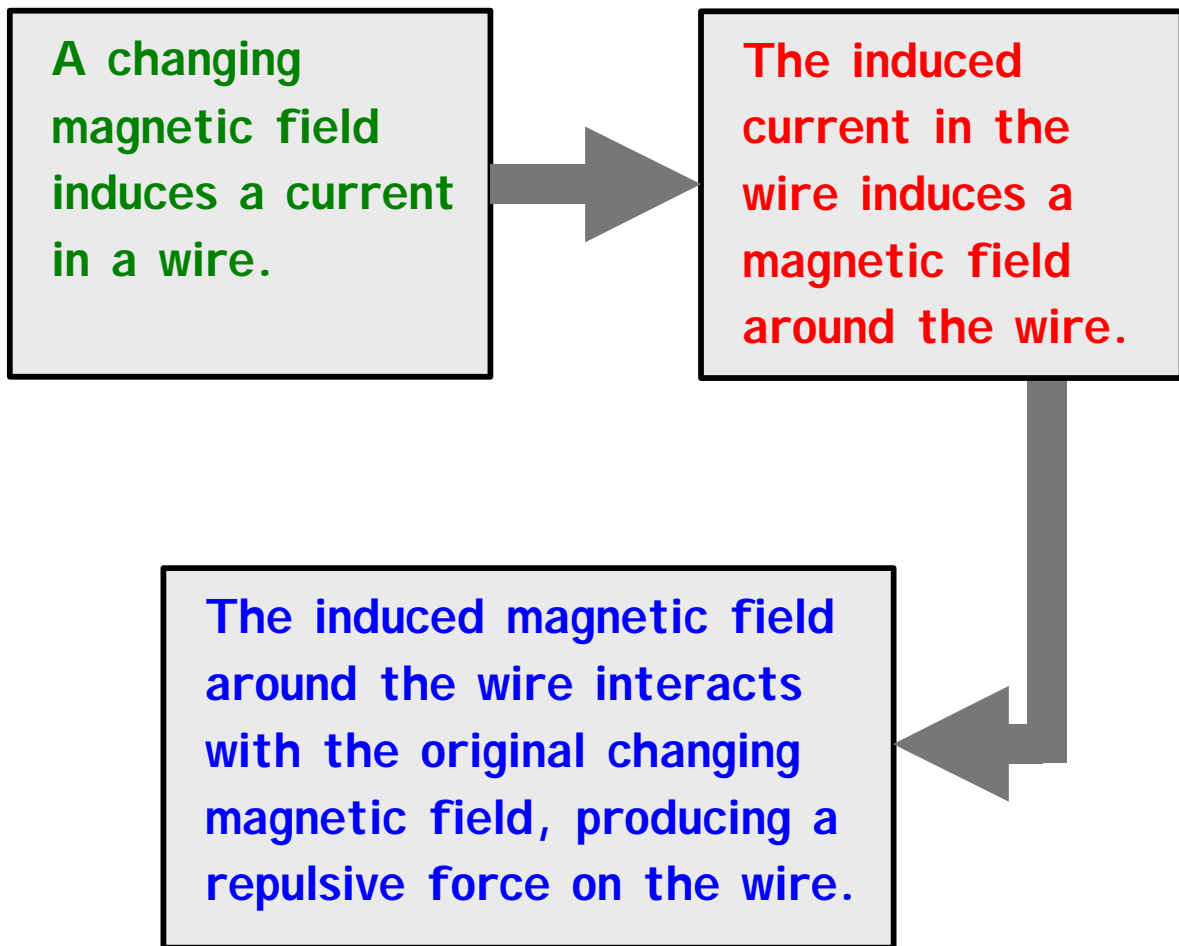 A changing
magnetic field
induces a current
in a wire.
The induced
current in the
wire induces a
magnetic field
around the wire.
The induced magnetic field
around the wire interacts
with the original changing
magnetic field, producing a
repulsive force on the wire.